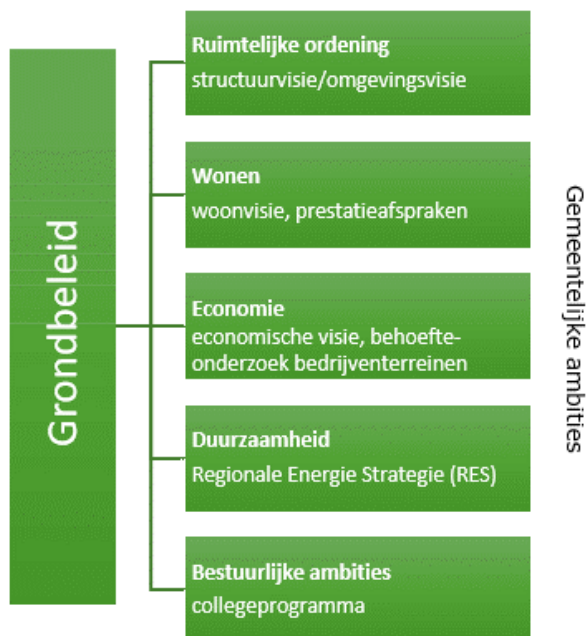 Grondbeleid
Ruimtelijke ordening
structuurvisie/omgevingsvisie
Wonen
woonvisie, prestatieafspraken
Economie
economische visie, behoefte-
onderzoek bedrijventerreinen
Duurzaamheid
Regionale Energie Strategie (RES)
Bestuurlijke ambities
collegeprogramma
Gemeentelijke ambities